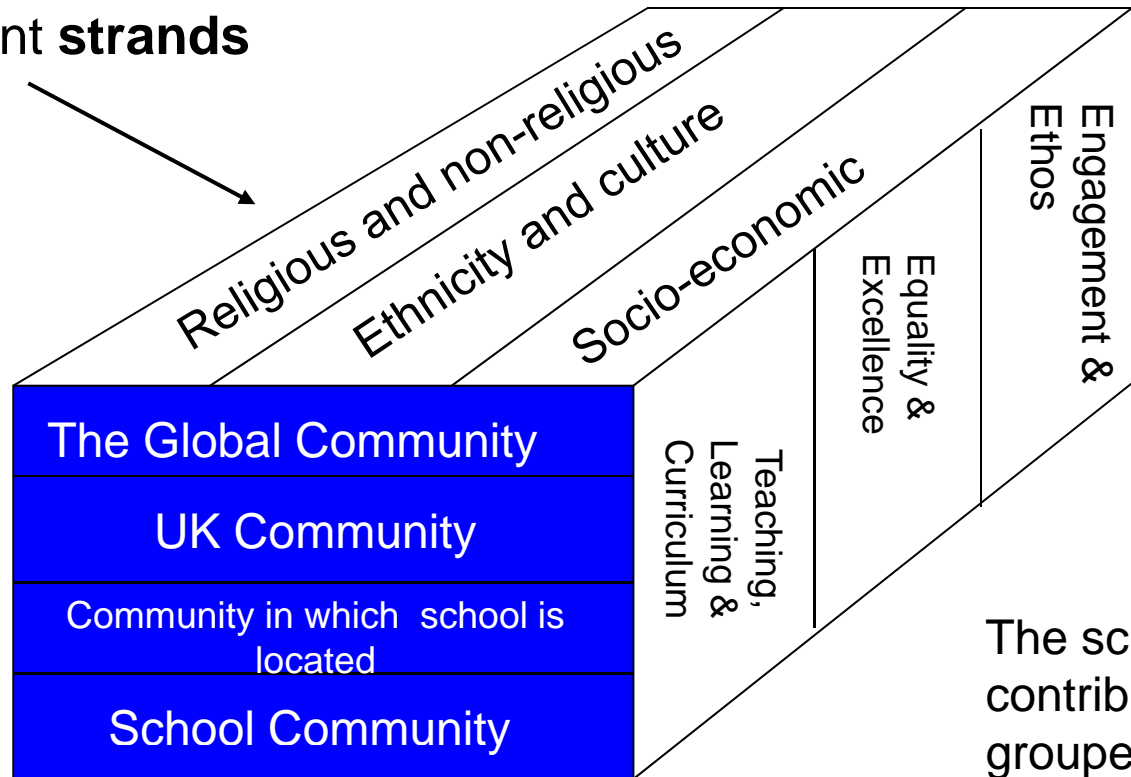 nt strands
Religious and non-religious
Ethnicity and culture
Socio-economic
The Global Community
UK Community
Community in which school is
located
School Community
Teaching,
Learning &
Curriculum
Equality &
Excellence
Engagement &
Ethos
The sc
contrib
groupe